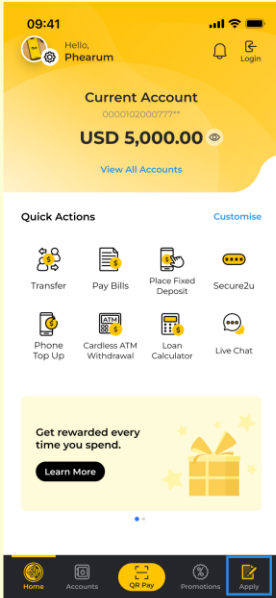 09:41
Hello,
Phearum
Login
Current Account
0000102000777**
USD 5,000.00
View All Accounts
Quick Actions
Customise
Transfer
Pay Bills
Place Fixed
Deposit
Secure2u
Phone
Top Up
ATM
Cardless ATM
Withdrawal
Loan
Calculator
Live Chat
Get rewarded every
time you spend.
Learn More
Home
Accounts
QR Pay
Promotions
Apply